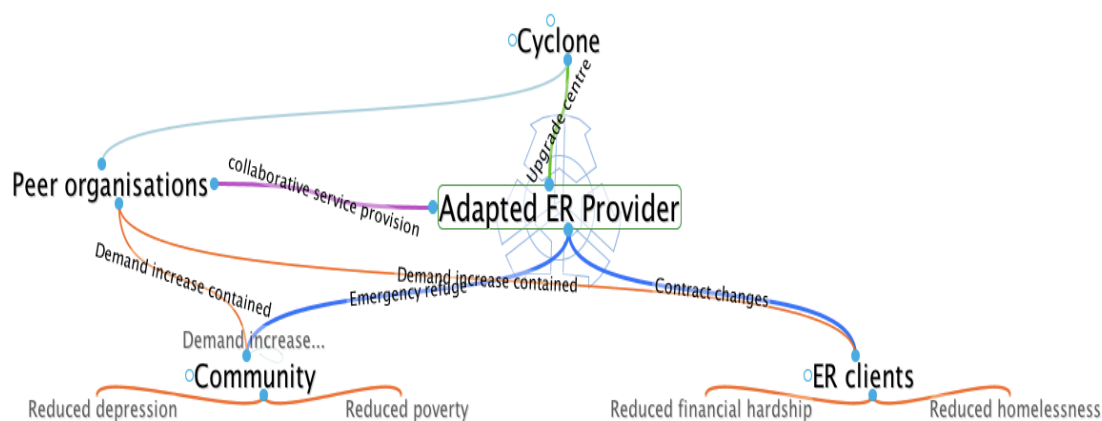 Cyclone
Upgrade centre
Peer organisations
collaborative service provision
Adapted ER Provider
Demand increase contained
Demand increase contained
Emergency refuge
Contract changes
Demand increase...
Community
ER clients
Reduced depression
Reduced poverty
Reduced financial hardship
Reduced homelessness